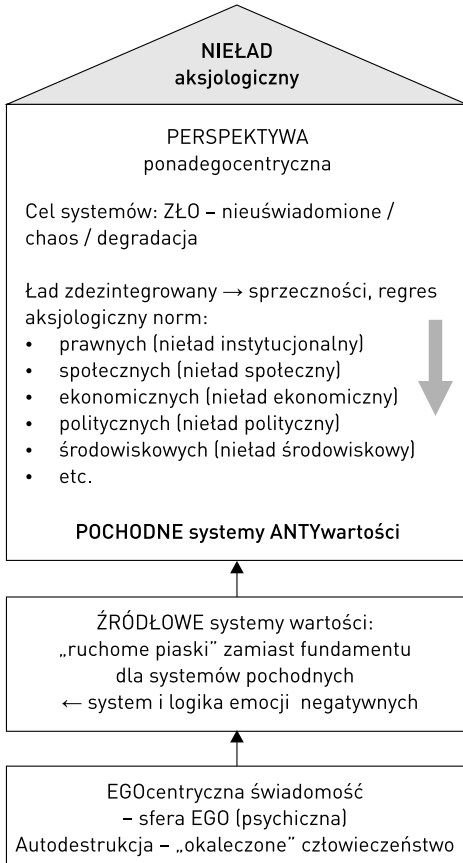 NIEŁAD
aksjologiczny
PERSPEKTYWA
ponadegocentryczna
Cel systemów: ZŁO – nieuświadomione /
chaos / degradacja
Ład zdezintegrowany → sprzeczności, regres
aksjologiczny norm:
• prawnych (nieład instytucjonalny)
• społecznych (nieład społeczny)
• ekonomicznych (nieład ekonomiczny)
• politycznych (nieład polityczny)
• środowiskowych (nieład środowiskowy)
• etc.
POCHODNE systemy ANTYwartości
ŹRÓDŁOWE systemy wartości:
„ruchome piaski” zamiast fundamentu
dla systemów pochodnych
← system i logika emocji negatywnych
EGOcentryczna świadomość
– sfera EGO (psychiczna)
Autodestrukcja – „okaleczone” człowieczeństwo